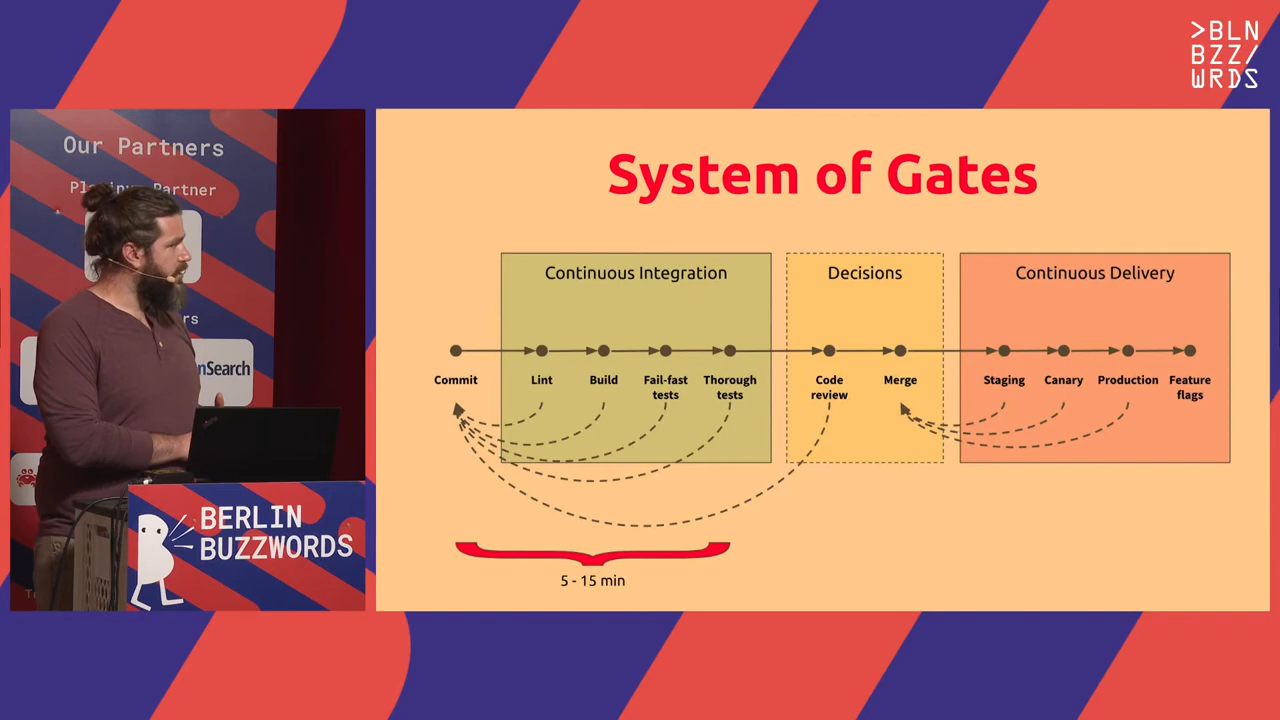 >BLN
BZZ/
WRDS
Our Partners
Platinum Partner
nSearch
BERLIN
BUZZWORDS
System of Gates
Continuous Integration
Decisions
Continuous Delivery
Commit
Lint
Build
Fail-fast
tests
Thorough
tests
Code
review
Merge
Staging
Canary
Production
Feature
flags
5 - 15 min